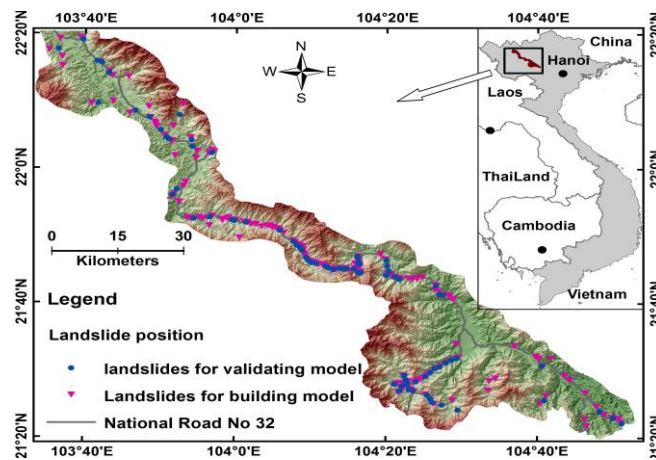 103°40'E
104°0'E
104°20'E
104°40'E
22°20'N
22°0'N
21°40'N
21°20'N
N
W
E
S
China
Hanoi
Laos
ThaiLand
Cambodia
Vietnam
0
15
30
Kilometers
Legend
Landslide position
landslides for validating model
Landslides for building model
National Road No 32
22°20'N
22°0'N
21°40'N
21°20'N
103°40'E
104°0'E
104°20'E
104°40'E